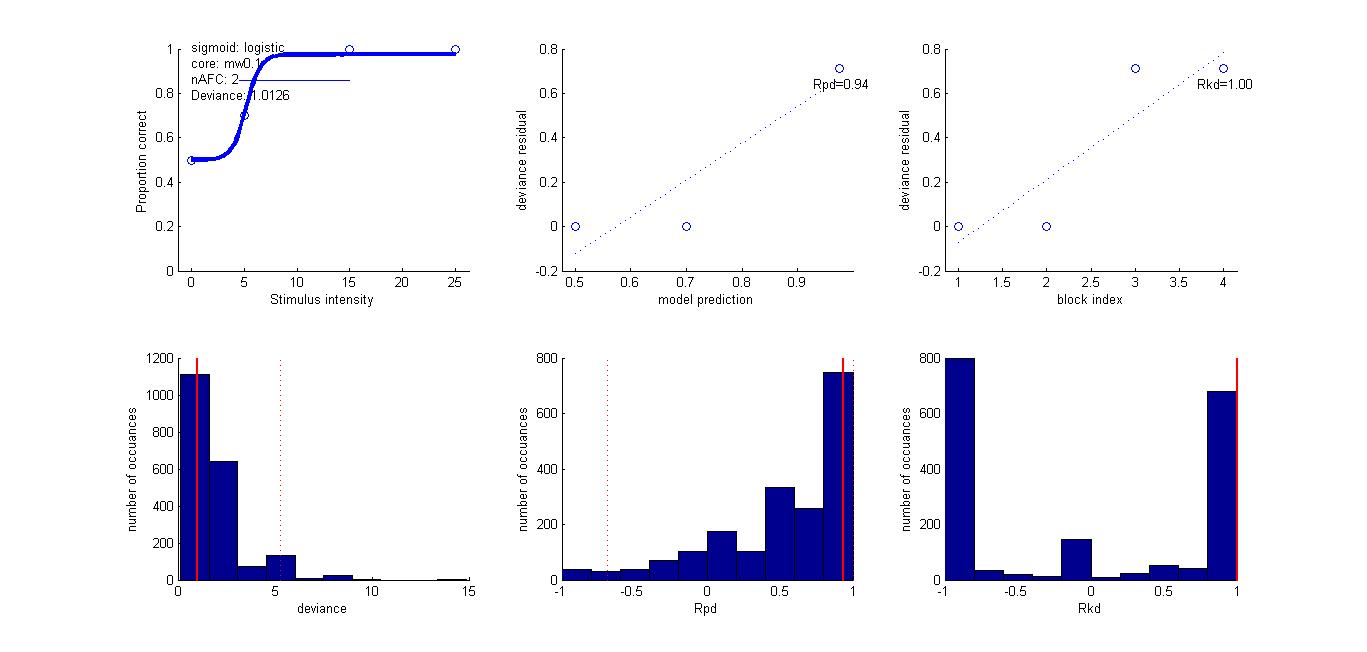 sigmoid: logistic
core: mw0.1
nAFC: 2
Deviance: 1.0126
1
0.8
0.6
0.4
0.2
0
Proportion correct
0 5 10 15 20 25
Stimulus intensity
0.8
0.6
0.4
0.2
0
-0.2
deviance residual
Rpd=0.94
0.5 0.6 0.7 0.8 0.9
model prediction
0.8
0.6
0.4
0.2
0
-0.2
deviance residual
Rkd=1.00
1 1.5 2 2.5 3 3.5 4
block index
1200
1000
800
600
400
200
0
number of occuances
0 5 10 15
deviance
800
600
400
200
0
number of occuances
-1 -0.5 0 0.5 1
Rpd
800
600
400
200
0
number of occuances
-1 -0.5 0 0.5 1
Rkd